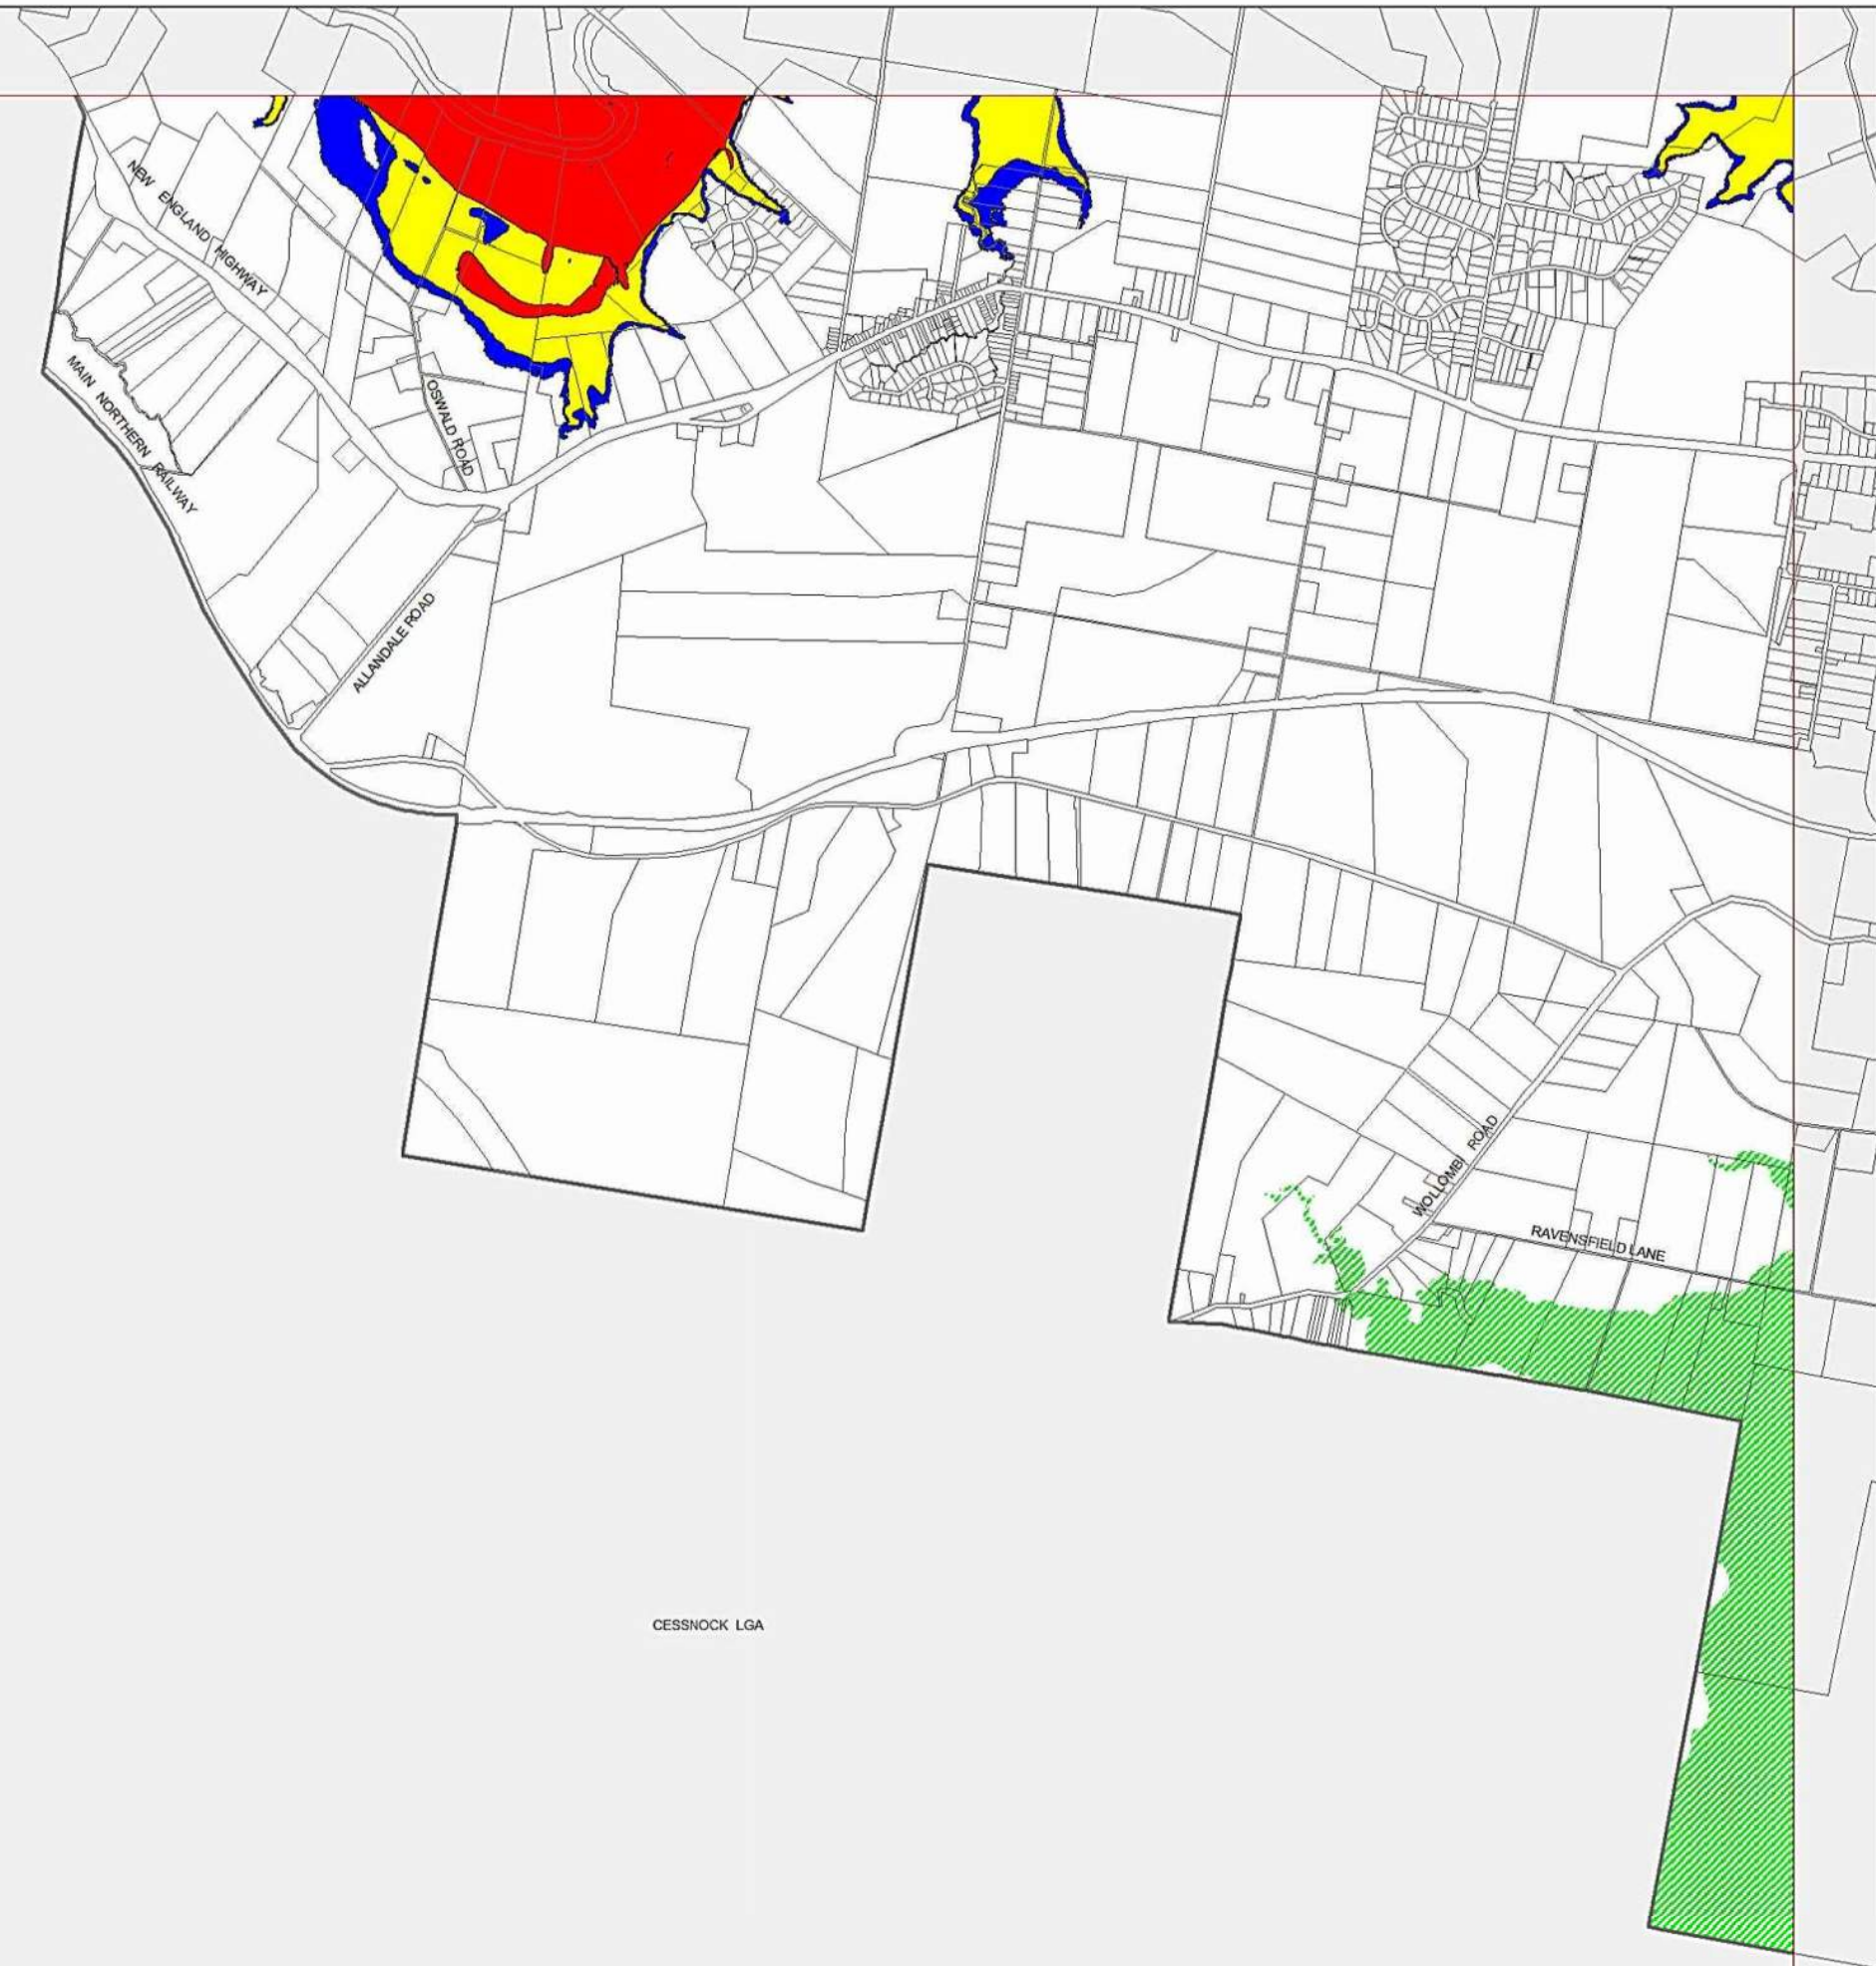 NEW ENGLAND HIGHWAY
MAIN NORTHERN RAILWAY
OSWALD ROAD
ALLANDALE ROAD
WOLLOMBI ROAD
RAVENSFIELD LANE
CESSNOCK LGA